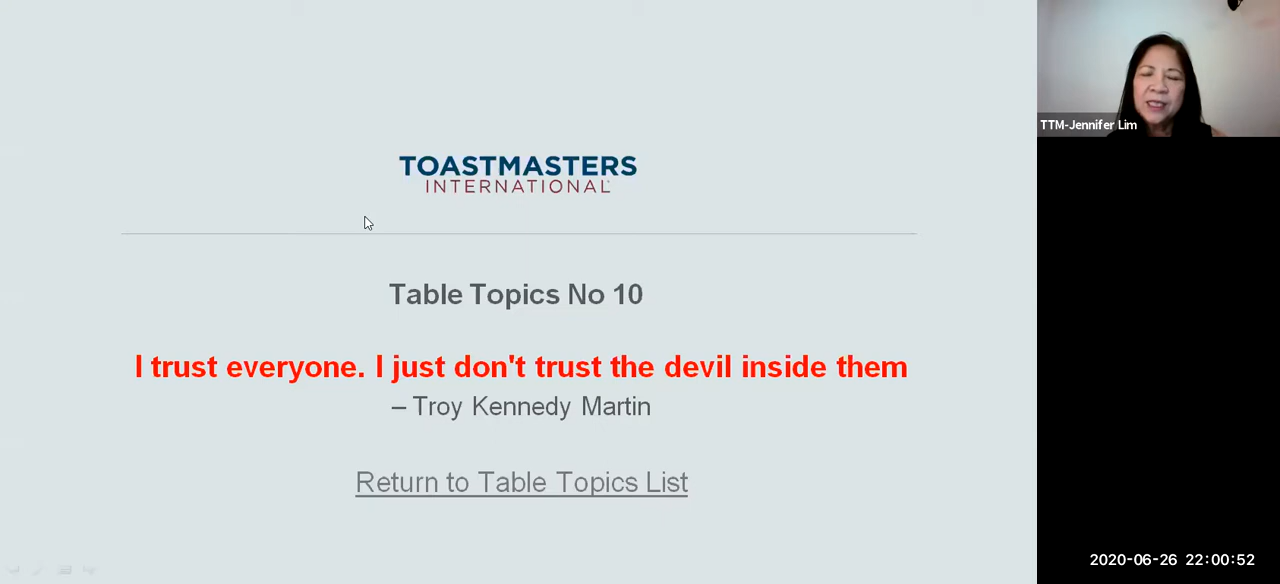 TOASTMASTERS
INTERNATIONAL
Table Topics No 10
I trust everyone. I just don't trust the devil inside them
– Troy Kennedy Martin
Return to Table Topics List
TTM-Jennifer Lim
2020-06-26 22:00:52